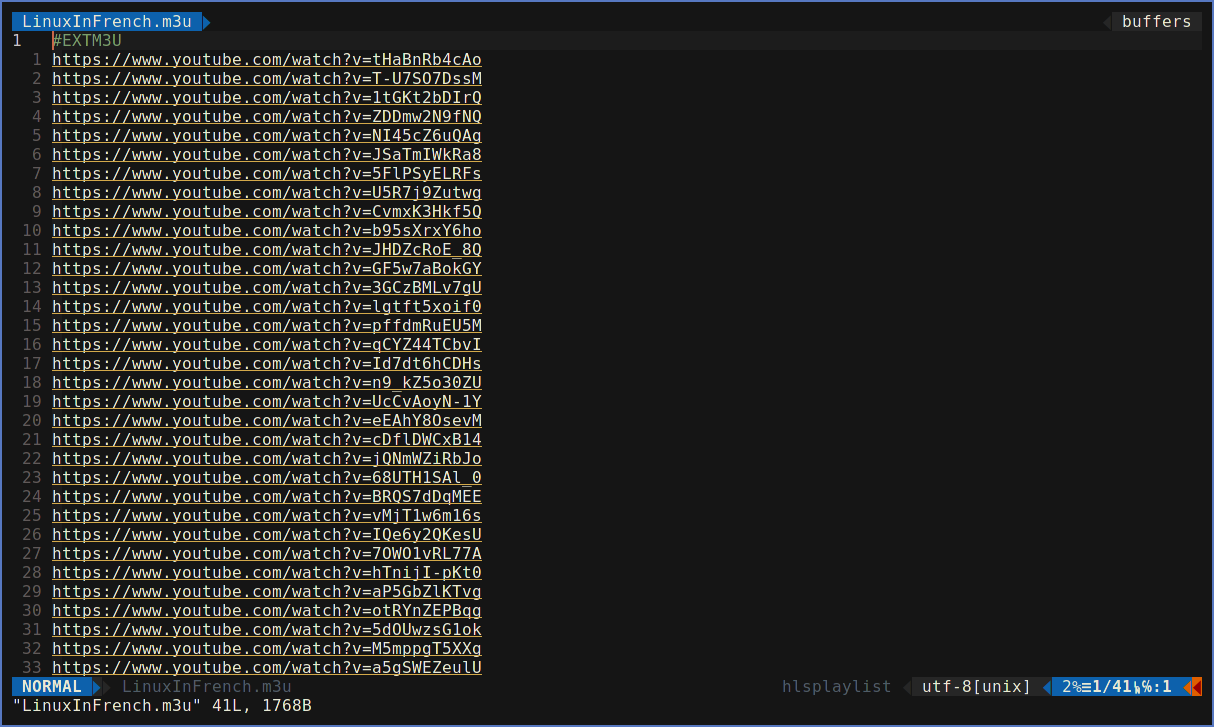 LinuxInFrench.m3u buffers
1 #EXTM3U
1 https://www.youtube.com/watch?v=tHaBnRb4cAo
2 https://www.youtube.com/watch?v=T-U7SO7DssM
3 https://www.youtube.com/watch?v=1tGKt2bDIrQ
4 https://www.youtube.com/watch?v=ZDDmw2N9fNQ
5 https://www.youtube.com/watch?v=NI45cZ6uQAg
6 https://www.youtube.com/watch?v=JSaTmIWkRa8
7 https://www.youtube.com/watch?v=5FlPSyELRFs
8 https://www.youtube.com/watch?v=U5R7j9Zutwg
9 https://www.youtube.com/watch?v=CvmxK3Hkf5Q
10 https://www.youtube.com/watch?v=b95sXrxY6ho
11 https://www.youtube.com/watch?v=JHDZcRoE_8Q
12 https://www.youtube.com/watch?v=GF5w7aBokGY
13 https://www.youtube.com/watch?v=3GCzBMLv7gU
14 https://www.youtube.com/watch?v=lgtft5xoif0
15 https://www.youtube.com/watch?v=pffdmRuEU5M
16 https://www.youtube.com/watch?v=qCYZ44TCbvI
17 https://www.youtube.com/watch?v=Id7dt6hCDHs
18 https://www.youtube.com/watch?v=n9_kZ5o30ZU
19 https://www.youtube.com/watch?v=UcCvAoyN-1Y
20 https://www.youtube.com/watch?v=eEAhY8OsevM
21 https://www.youtube.com/watch?v=cDflDWCxB14
22 https://www.youtube.com/watch?v=jQNmWZiRbJo
23 https://www.youtube.com/watch?v=68UTH1SAl_0
24 https://www.youtube.com/watch?v=BRQS7dDqMEE
25 https://www.youtube.com/watch?v=vMjT1w6m16s
26 https://www.youtube.com/watch?v=IQe6y2QKesU
27 https://www.youtube.com/watch?v=7OWO1vRL77A
28 https://www.youtube.com/watch?v=hTnijI-pKt0
29 https://www.youtube.com/watch?v=aP5GbZlKTvg
30 https://www.youtube.com/watch?v=otRYnZEPBqg
31 https://www.youtube.com/watch?v=5dOUwzsG1ok
32 https://www.youtube.com/watch?v=M5mppgT5XXg
33 https://www.youtube.com/watch?v=a5gSWEZeulU
NORMAL LinuxInFrench.m3u hlsplaylist utf-8[unix] 2%≡1/41㏑℅:1
"LinuxInFrench.m3u" 41L, 1768B